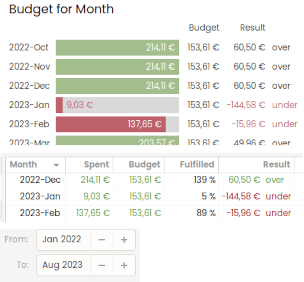 Budget for Month
Budget Result
2022-Oct 214,11 € 153,61 € 60,50 € over
2022-Nov 214,11 € 153,61 € 60,50 € over
2022-Dec 214,11 € 153,61 € 60,50 € over
2023-Jan 9,03 € 153,61 € -144,58 € under
2023-Feb 137,65 € 153,61 € -15,96 € under
2023-Mar 203,57 € 153,61 € 49,96 € over
Month Spent Budget Fulfilled Result
2022-Dec 214,11 € 153,61 € 139 % 60,50 € over
2023-Jan 9,03 € 153,61 € 5 % -144,58 € under
2023-Feb 137,65 € 153,61 € 89 % -15,96 € under
From: Jan 2022 − +
To: Aug 2023 − +